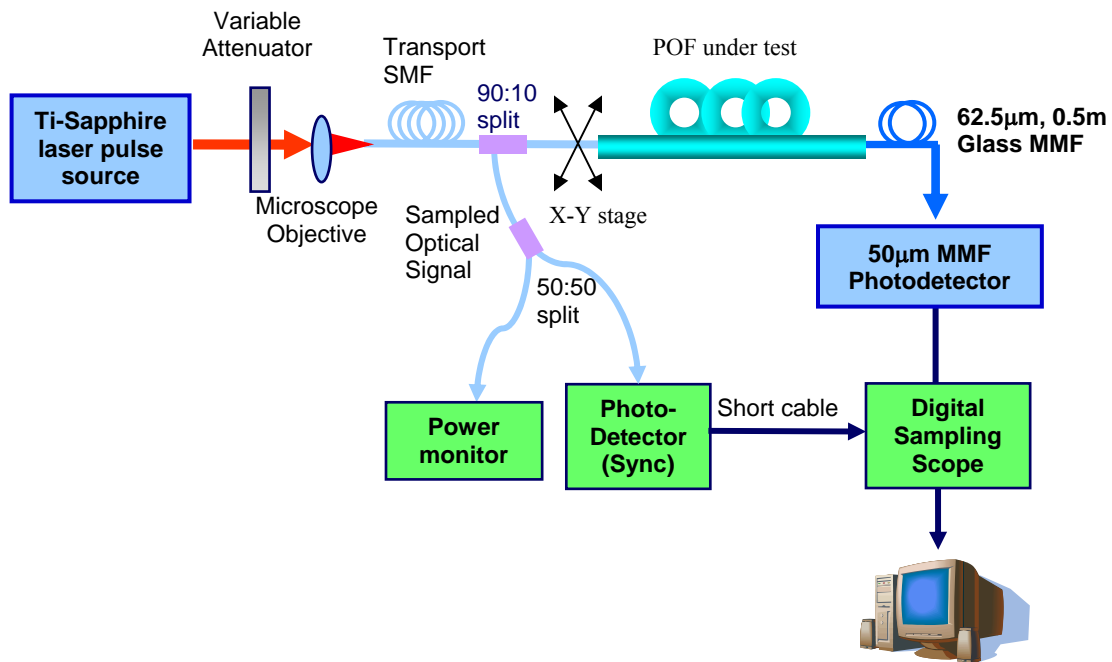 Variable
Attenuator
Ti-Sapphire
laser pulse
source
Microscope
Objective
Transport
SMF
90:10
split
POF under test
62.5μm, 0.5m
Glass MMF
X-Y stage
Sampled
Optical
Signal
50:50
split
50μm MMF
Photodetector
Power
monitor
Photo-
Detector
(Sync)
Short cable
Digital
Sampling
Scope